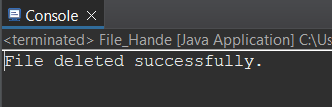 Console
<terminated> File_Hande [Java Application] C:\Us
File deleted successfully.